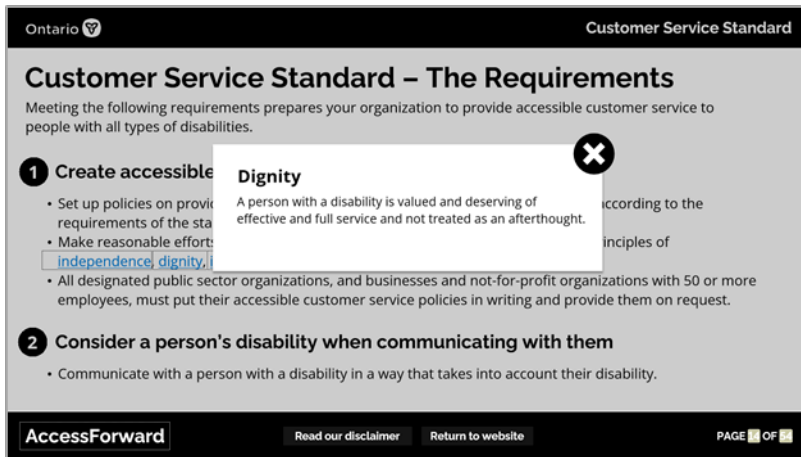 Ontario
Customer Service Standard
Customer Service Standard – The Requirements
Meeting the following requirements prepares your organization to provide accessible customer service to
people with all types of disabilities.
1 Create accessible
Dignity
A person with a disability is valued and deserving of
effective and full service and not treated as an afterthought.
• Set up policies on according to the
requirements of the
• Make reasonable of
independence, dignity,
• All designated public sector organizations, and businesses and not-for-profit organizations with 50 or more
employees, must put their accessible customer service policies in writing and provide them on request.
2 Consider a person's disability when communicating with them
• Communicate with a person with a disability in a way that takes into account their disability.
AccessForward
Read our disclaimer
Return to website
PAGE 14 OF 54